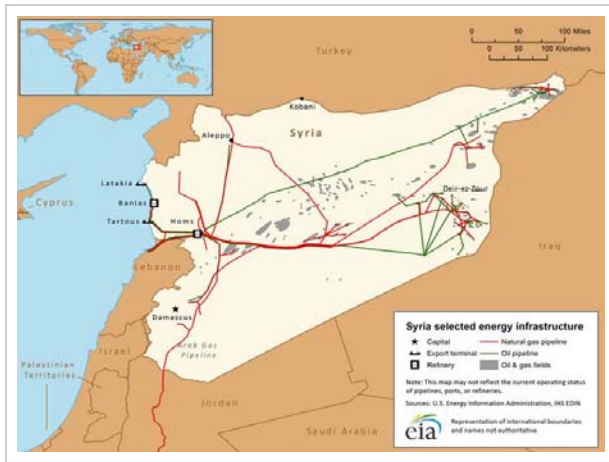 Turkey
0 50 100 Miles
0 50 100 Kilometers
Kobani
Aleppo
Syria
Latakia
Cyprus
Banias
Deir-ez-Zour
Tartous
Homs
Iraq
Lebanon
Damascus
Arab Gas
Pipeline
Israel
Palestinian
Territories
Jordan
Saudi Arabia
Syria selected energy infrastructure
Capital
Natural gas pipeline
Export terminal
Oil pipeline
Refinery
Oil & gas fields
Note: This map may not reflect the current operating status
of pipelines, ports, or refineries.
Sources: U.S. Energy Information Administration, IHS EDIN
eia
Representation of international boundaries
and names not authoritative